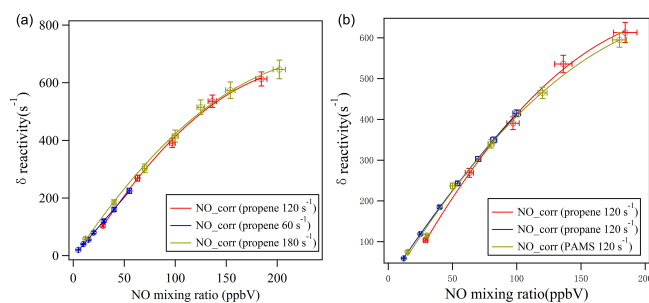 (a)
δ reactivity(s⁻¹)
800
600
400
200
0
NO_corr (propene 120 s⁻¹)
NO_corr (propene 60 s⁻¹)
NO_corr (propene 180 s⁻¹)
0 50 100 150 200
NO mixing ratio (ppbV)
(b)
δ reactivity(s⁻¹)
600
500
400
300
200
100
NO_corr (propene 120 s⁻¹)
NO_corr (propane 120 s⁻¹)
NO_corr (PAMS 120 s⁻¹)
0 50 100 150 200
NO mixing ratio(ppbV)